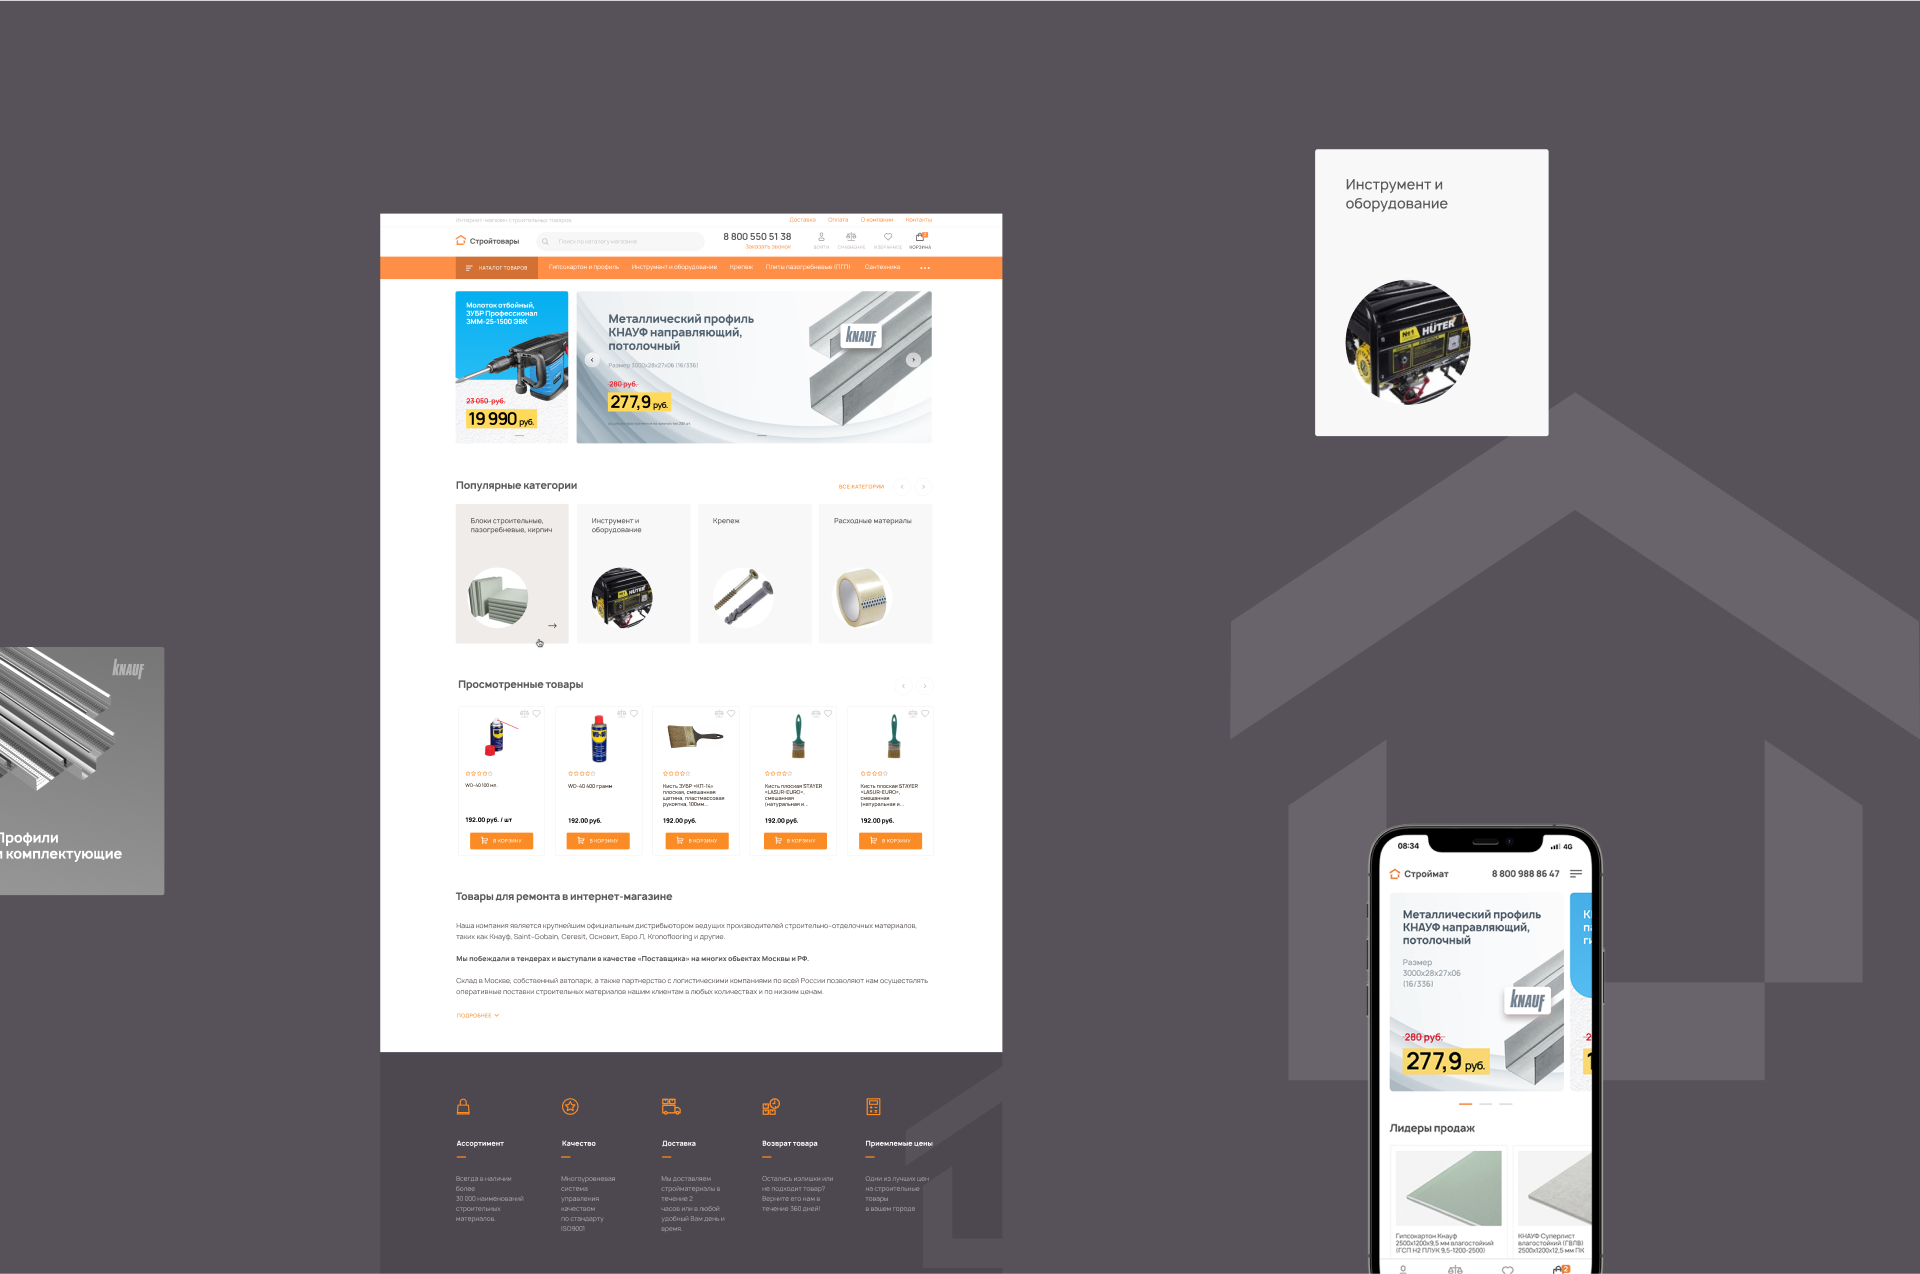 Интернет-магазин строительных товаров
Доставка Оплата О компании Контакты
Стройтовары
Поиск по каталогу магазина
8 800 550 51 38
Заказать звонок
ВОЙТИ СРАВНЕНИЕ ИЗБРАННОЕ КОРЗИНА
КАТАЛОГ ТОВАРОВ Гипсокартон и профиль Инструмент и оборудование Крепеж Плиты пазогребневые (ПГП) Сантехника
Молоток отбойный,
ЗУБР Профессионал
ЗММ-25-1500 ЭВК
23 050 руб.
19 990 руб.
Металлический профиль
КНАУФ направляющий,
потолочный
Размер 3000x28x27x06 (16/336)
280 руб.
277,9 руб.
KNAUF
Популярные категории
ВСЕ КАТЕГОРИИ
Блоки строительные,
пазогребневые, кирпич
Инструмент и
оборудование
HUTER
Крепеж
Расходные материалы
Просмотренные товары
WD-40 100 мл.
192.00 руб. / шт
В КОРЗИНУ
WD-40 400 грамм
192.00 руб.
В КОРЗИНУ
Кисть ЗУБР «КП-14»
плоская, смешанная
щетина, пластмассовая
рукоятка, 100мм...
192.00 руб.
В КОРЗИНУ
Кисть плоская STAYER
«LASUR-EURO»,
смешанная
(натуральная и...
192.00 руб.
В КОРЗИНУ
Кисть плоская STAYER
«LASUR-EURO»,
смешанная
(натуральная и...
192.00 руб.
В КОРЗИНУ
Товары для ремонта в интернет-магазине
Наша компания является крупнейшим официальным дистрибьютором ведущих производителей строительно-отделочных материалов,
таких как Кнауф, Saint-Gobain, Ceresit, Основит, Евро Л, Kronoflooring и другие.
Мы побеждали в тендерах и выступали в качестве «Поставщика» на многих объектах Москвы и РФ.
Склад в Москве, собственный автопарк, а также партнерство с логистическими компаниями по всей России позволяют нам осуществлять
оперативные поставки строительных материалов нашим клиентам в любых количествах и по низким ценам.
ПОДРОБНЕЕ
Ассортимент
Всегда в наличии
более
30 000 наименований
строительных
материалов.
Качество
Многоуровневая
система
управления
качеством
по стандарту
ISO9001
Доставка
Мы доставляем
стройматериалы в
течение 2
часов или в любой
удобный Вам день и
время.
Возврат товара
Остались излишки или
не подходит товар?
Верните его нам в
течение 360 дней!
Приемлемые цены
Одни из лучших цен
на строительные
товары
в вашем городе
KNAUF
Профили
и комплектующие
Инструмент и
оборудование
№1 HUTER
08:34 4G
Строймат 8 800 988 86 47
Металлический профиль
КНАУФ направляющий,
потолочный
Размер
3000x28x27x06
(16/336)
KNAUF
280 руб.
277,9 руб.
Лидеры продаж
Гипсокартон Кнауф
2500x1200x9,5 мм влагостойкий
(ГСП Н2 ПЛУК 9,5-1200-2500)
КНАУФ Суперлист
влагостойкий (ГВЛВ)
2500x1200x12,5 мм ПК
2